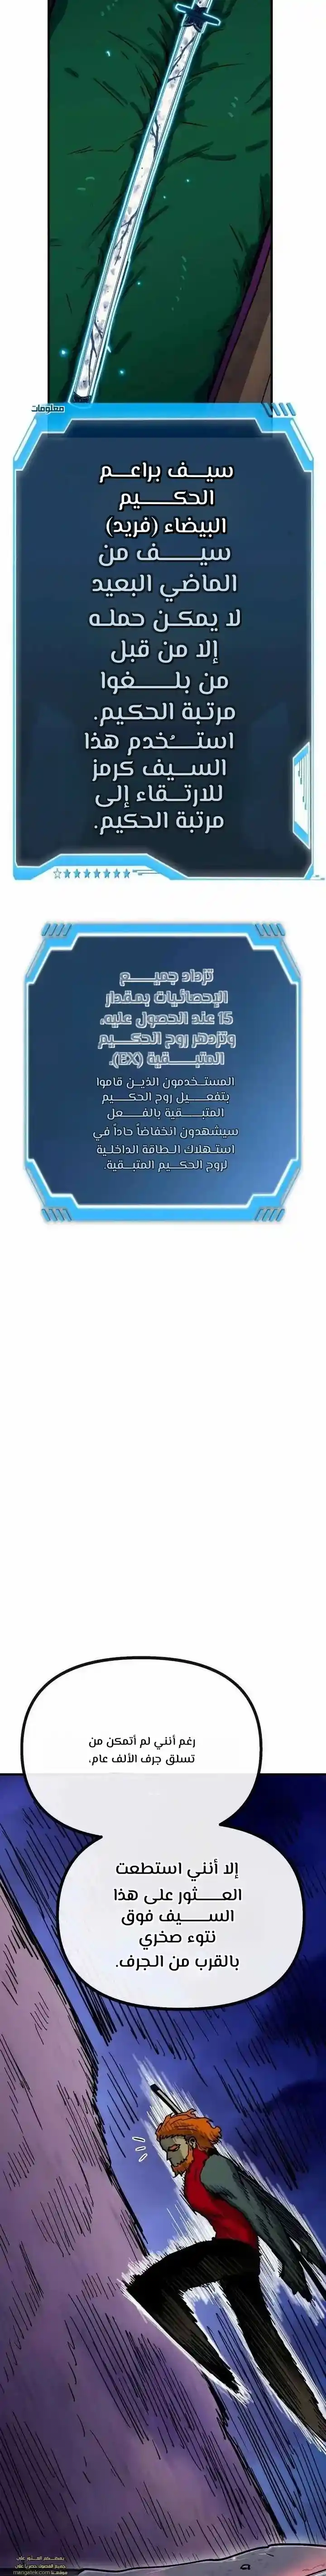 معلومات
سيف براعم
الحكيم
البيضاء (فريد)
سيف من
الماضي البعيد
لا يمكن حمله
إلا من قبل
من بلغوا
مرتبة الحكيم.
استُخدم هذا
السيف كرمز
للارتقاء إلى
مرتبة الحكيم.
تزداد جميع
الإحصائيات بمقدار
15 عند الحصول عليه،
وتزدهر روح الحكيم
المتبقية (EX).
المستخدمون الذين قاموا
بتفعيل روح الحكيم
المتبقية بالفعل
سيشهدون انخفاضاً حاداً في
استهلاك الطاقة الداخلية
لروح الحكيم المتبقية.
رغم أنني لم أتمكن من
تسلق جرف الألف عام،
إلا أنني استطعت
العثور على هذا
السيف فوق
نتوء صخري
بالقرب من الجرف.